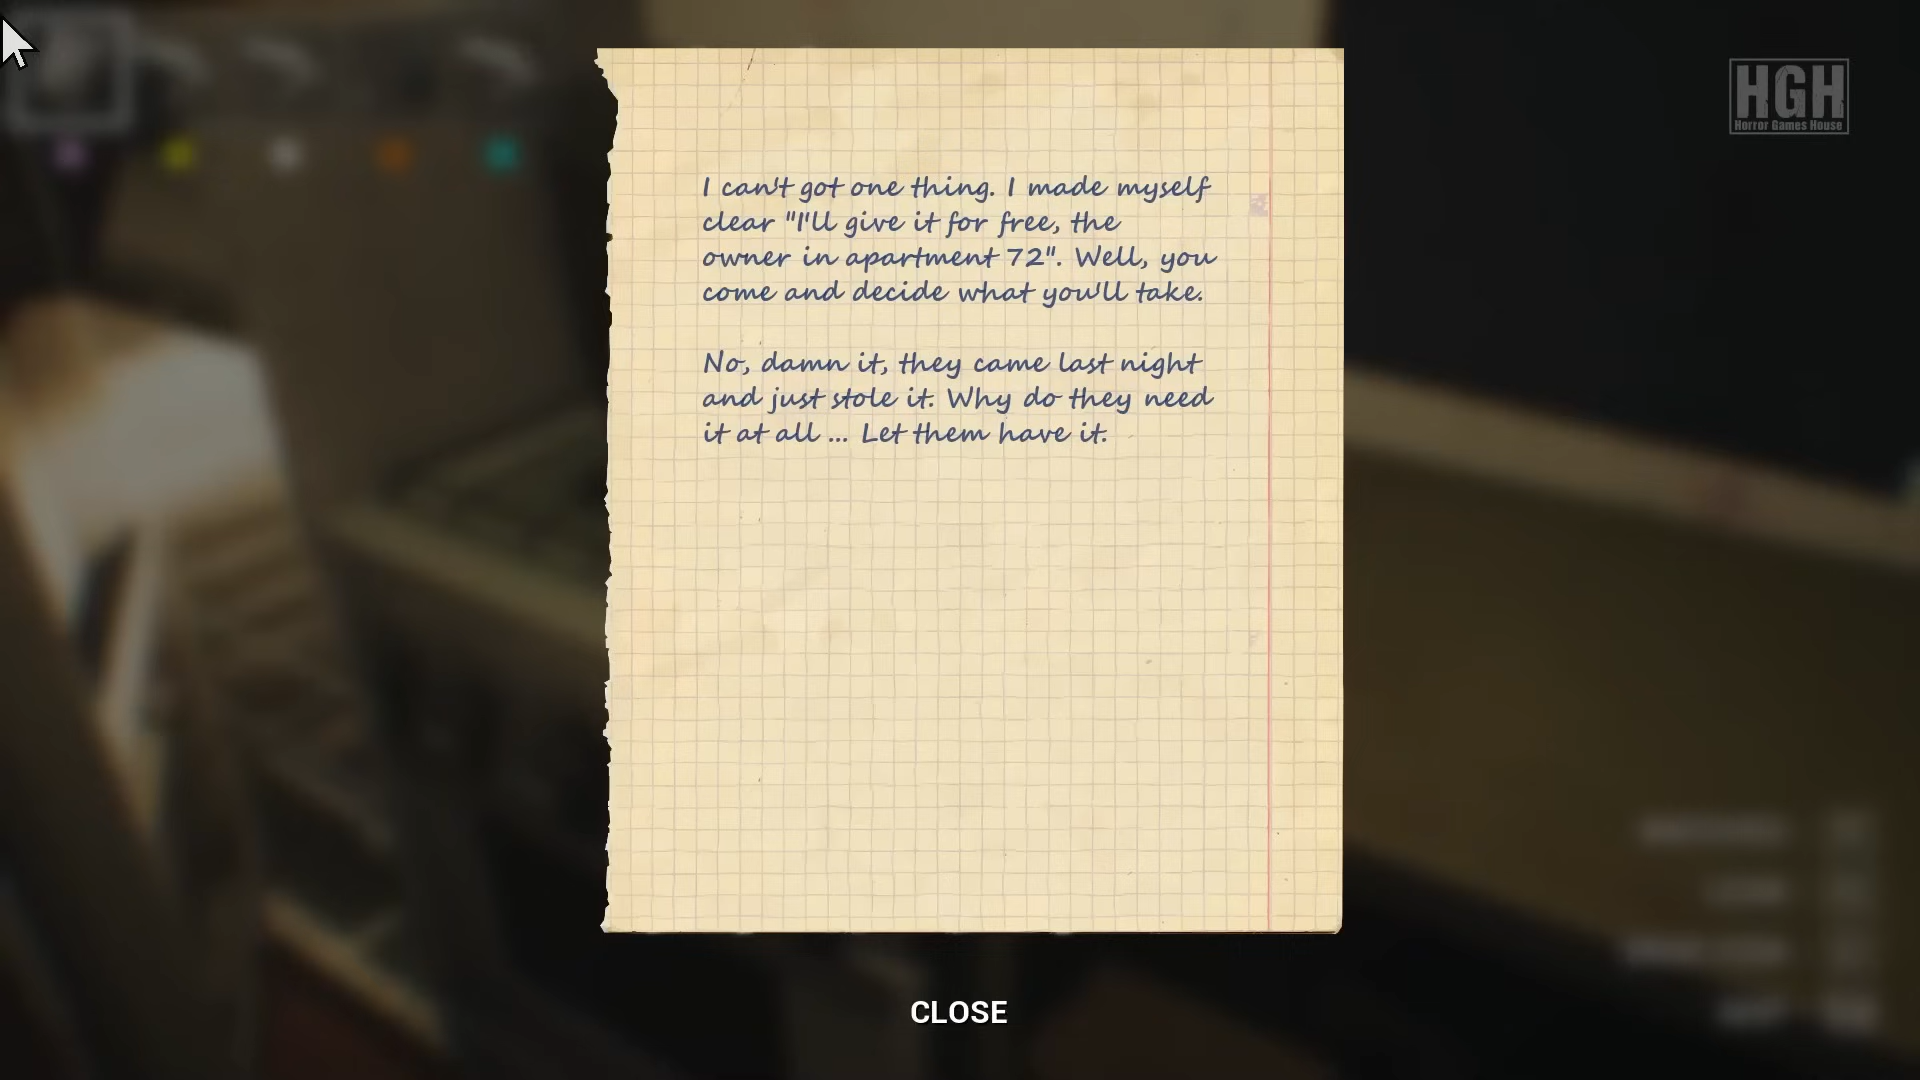 HGH
Horror Games House
I can't got one thing. I made myself
clear "I'll give it for free, the
owner in apartment 72". Well, you
come and decide what you'll take.
No, damn it, they came last night
and just stole it. Why do they need
it at all ... Let them have it.
CLOSE